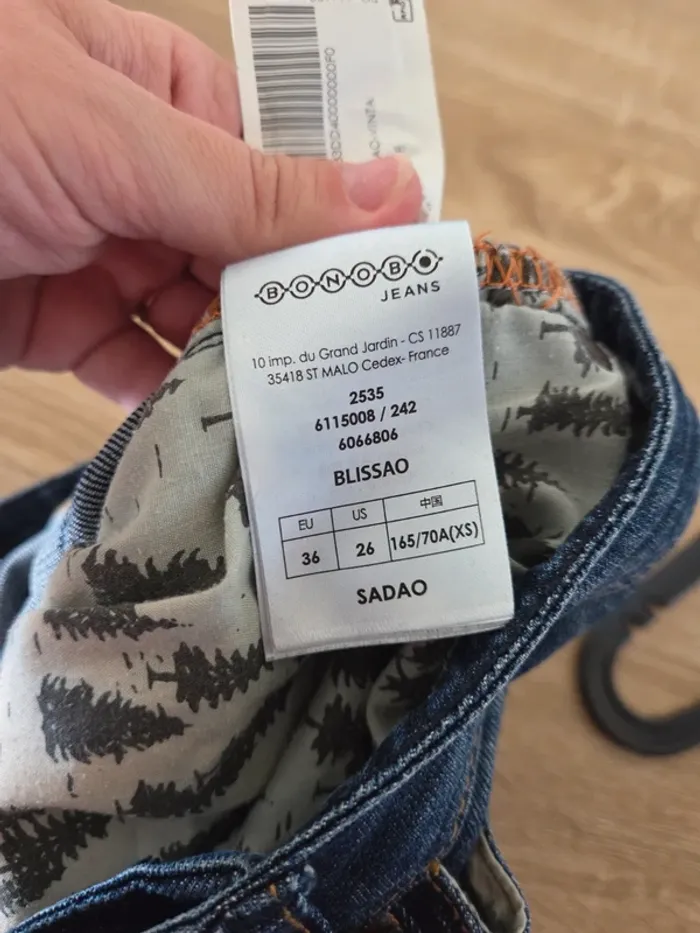 BONOBO
JEANS
10 imp. du Grand Jardin - CS 11887
35418 ST MALO Cedex- France
2535
6115008 / 242
6066806
BLISSAO
EU US 中国
36 26 165/70A(XS)
SADAO